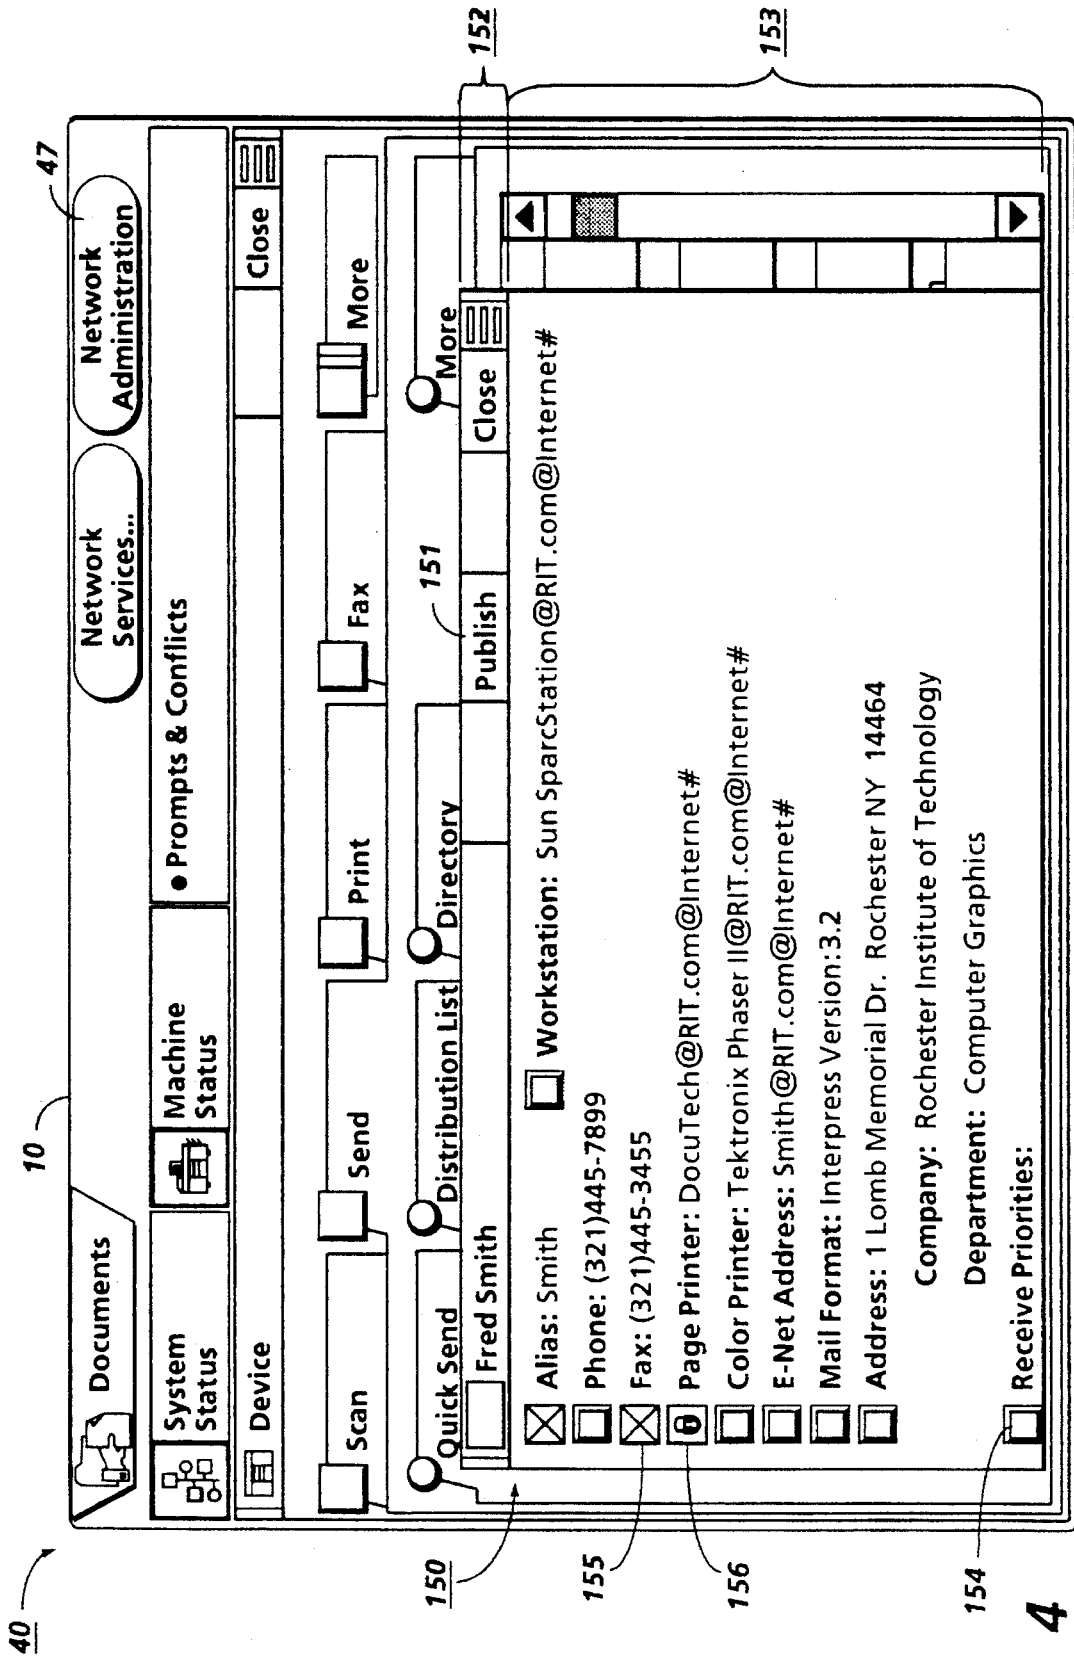 40
10
47
Documents
Network Services...
Network Administration
System Status
Machine Status
● Prompts & Conflicts
Device
Close
Scan
Send
Print
Fax
More
Quick Send
Distribution List
Directory
More
151
152
Fred Smith
Publish
Close
150
153
Alias: Smith
Workstation: Sun SparcStation@RIT.com@Internet#
Phone: (321)445-7899
Fax: (321)445-3455
155
Page Printer: DocuTech@RIT.com@Internet#
156
Color Printer: Tektronix Phaser II@RIT.com@Internet#
E-Net Address: Smith@RIT.com@Internet#
Mail Format: Interpress Version:3.2
Address: 1 Lomb Memorial Dr. Rochester NY 14464
Company: Rochester Institute of Technology
Department: Computer Graphics
Receive Priorities:
154
4